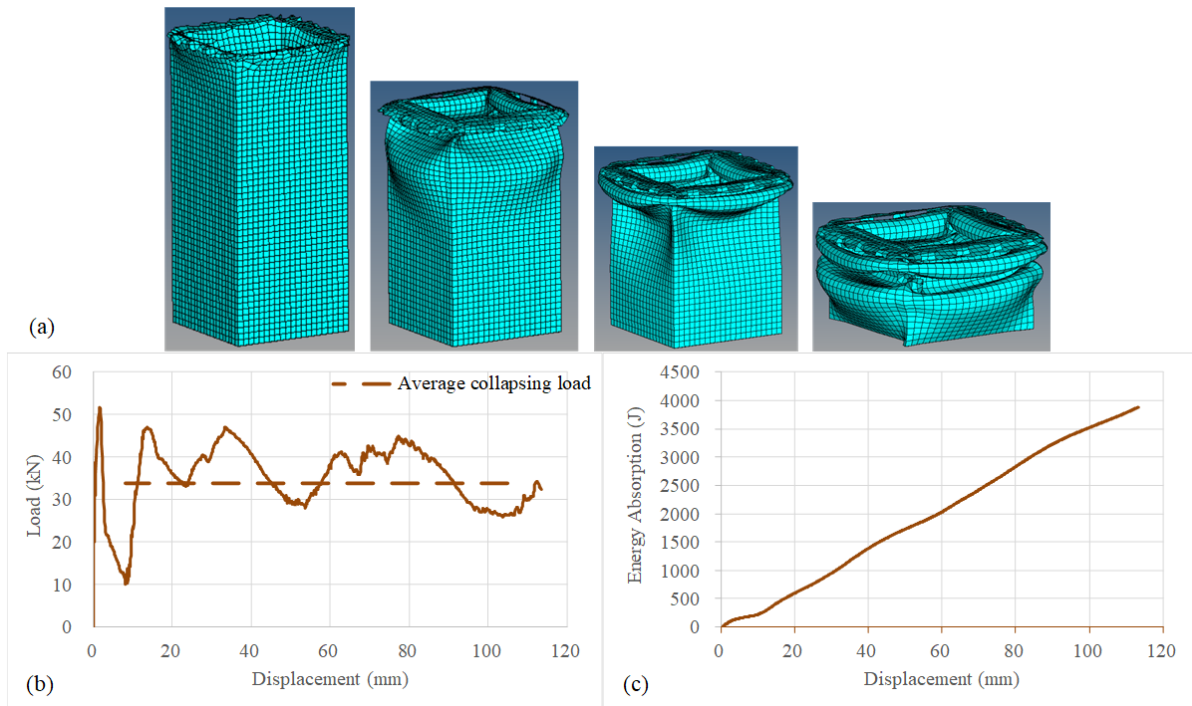 (a)
60
50
40
30
20
10
0
Load (kN)
Average collapsing load
0 20 40 60 80 100 120
Displacement (mm)
(b)
4500
4000
3500
3000
2500
2000
1500
1000
500
0
Energy Absorption (J)
0 20 40 60 80 100 120
Displacement (mm)
(c)